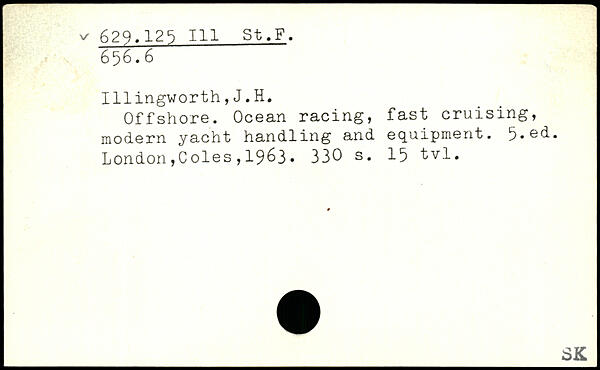 ✓ 629.125 Ill St.F.
656.6
Illingworth,J.H.
Offshore. Ocean racing, fast cruising,
modern yacht handling and equipment. 5.ed.
London,Coles,1963. 330 s. 15 tvl.
SK